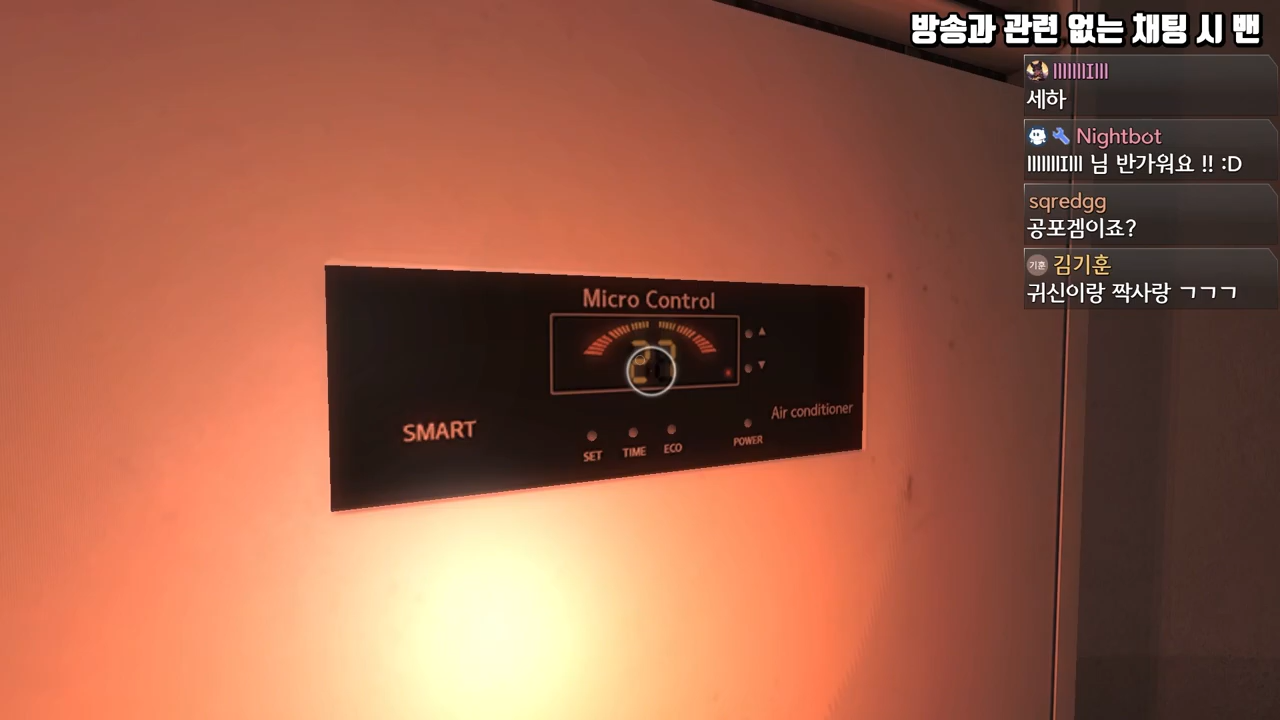 방송과 관련 없는 채팅 시 밴
lllllllIlll
세하
Nightbot
lllllllIlll 님 반가워요 !! :D
sqredgg
공포겜이죠?
기훈 김기훈
귀신이랑 짝사랑 ㄱㄱㄱ
Micro Control
▲
▼
Air conditioner
SMART
SET TIME ECO POWER